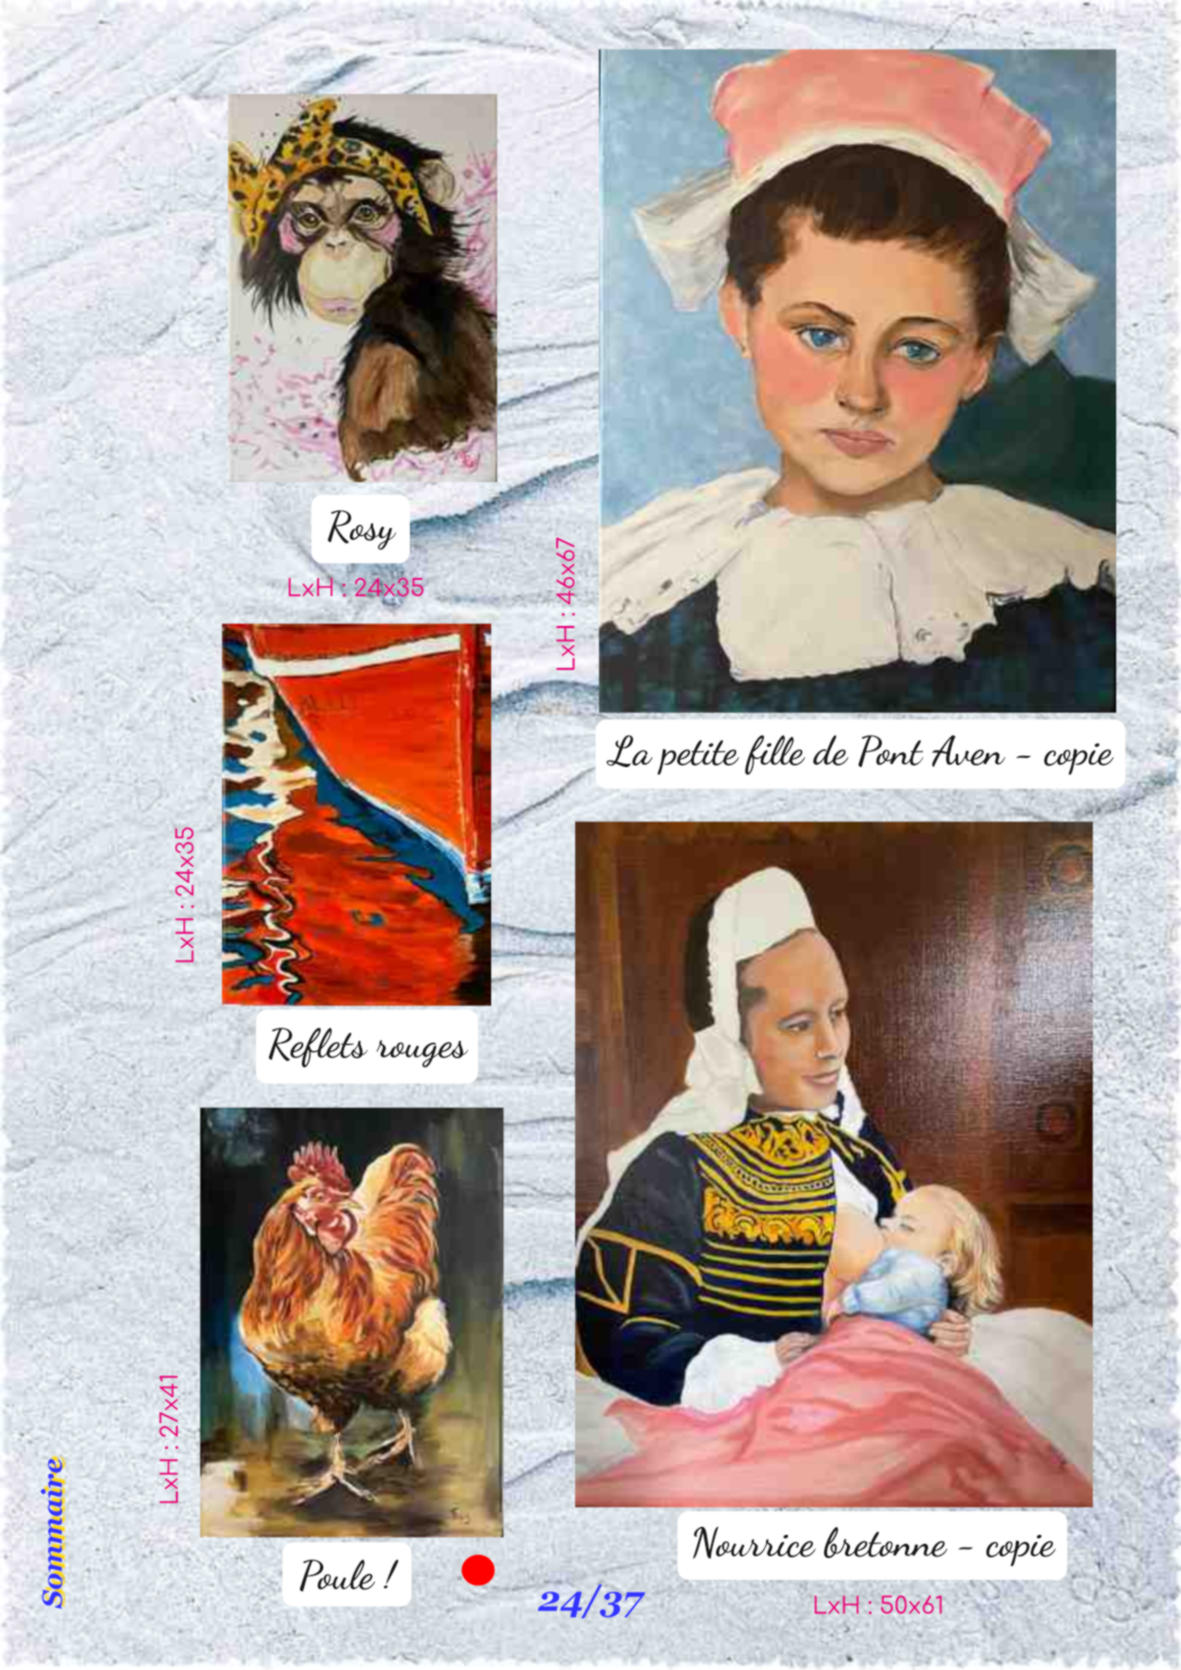 Rosy
LxH : 24x35
LxH : 46x67
La petite fille de Pont Aven - copie
LxH : 24x35
Reflets rouges
LxH : 27x41
Poule !
Nourrice bretonne - copie
LxH : 50x61
Sommaire
24/37